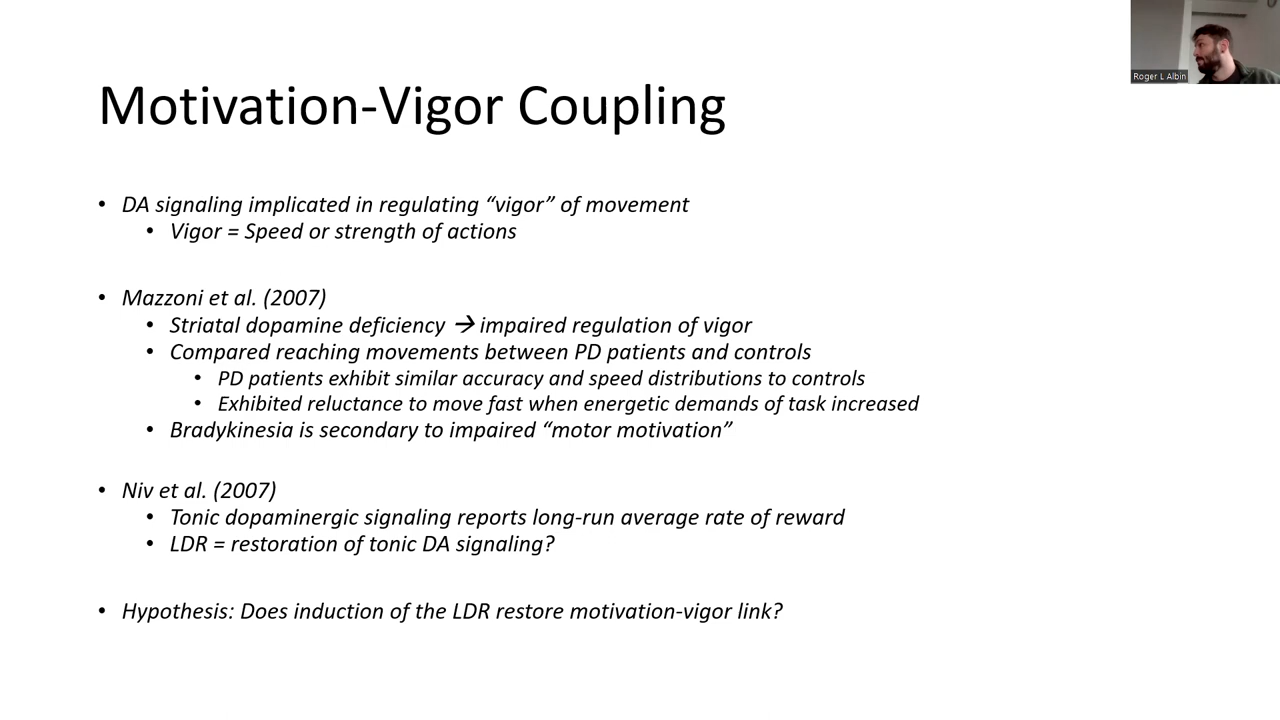 Roger L Albin
Motivation-Vigor Coupling
• DA signaling implicated in regulating “vigor” of movement
• Vigor = Speed or strength of actions
• Mazzoni et al. (2007)
• Striatal dopamine deficiency → impaired regulation of vigor
• Compared reaching movements between PD patients and controls
• PD patients exhibit similar accuracy and speed distributions to controls
• Exhibited reluctance to move fast when energetic demands of task increased
• Bradykinesia is secondary to impaired “motor motivation”
• Niv et al. (2007)
• Tonic dopaminergic signaling reports long-run average rate of reward
• LDR = restoration of tonic DA signaling?
• Hypothesis: Does induction of the LDR restore motivation-vigor link?